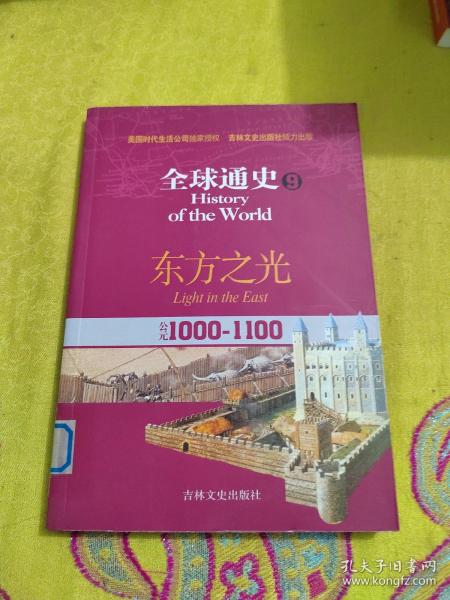 美国时代生活公司独家授权 吉林文史出版社倾力出版
全球通史9
History
of the World
东方之光
Light in the East
公元1000-1100
吉林文史出版社
孔夫子旧书网
www.kongfz.com